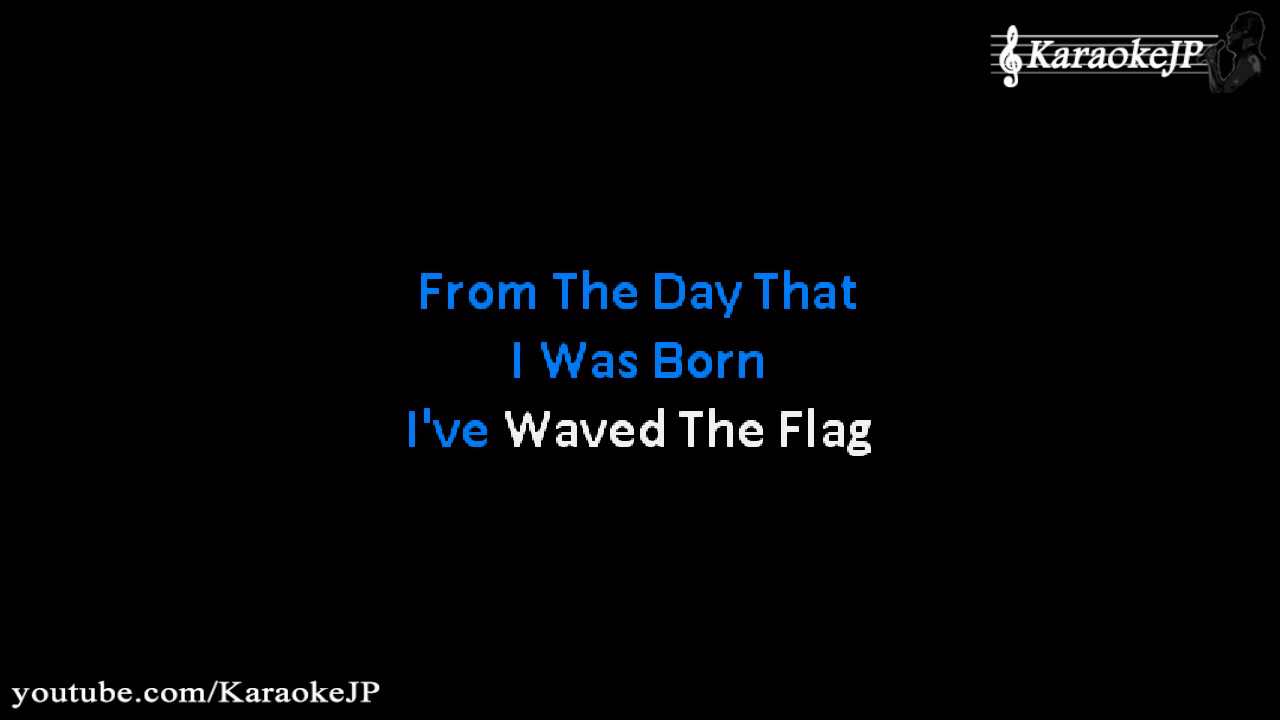 KaraokeJP
From The Day That
I Was Born
I've Waved The Flag
youtube.com/KaraokeJP